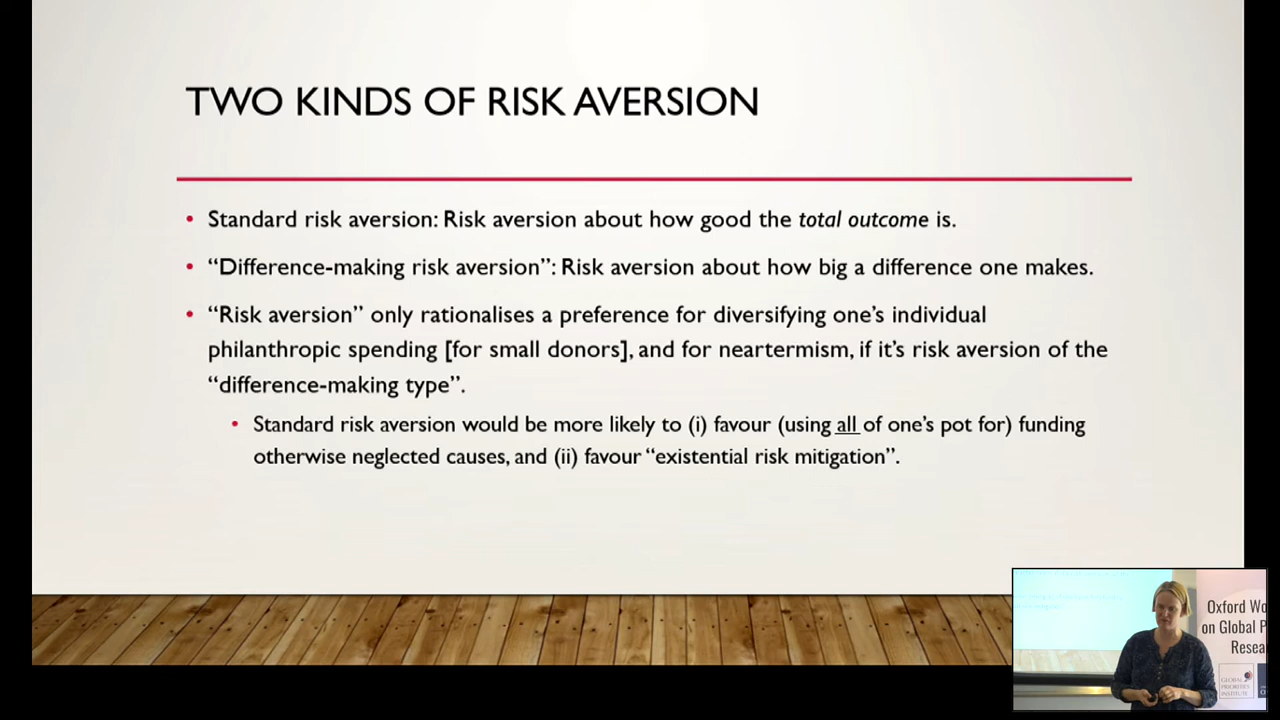 TWO KINDS OF RISK AVERSION
• Standard risk aversion: Risk aversion about how good the total outcome is.
• “Difference-making risk aversion”: Risk aversion about how big a difference one makes.
• “Risk aversion” only rationalises a preference for diversifying one’s individual
philanthropic spending [for small donors], and for neartermism, if it’s risk aversion of the
“difference-making type”.
• Standard risk aversion would be more likely to (i) favour (using all of one’s pot for) funding
otherwise neglected causes, and (ii) favour “existential risk mitigation”.
Oxford Wo
on Global P
Resea
GLOBAL
PRIORITIES
INSTITUTE